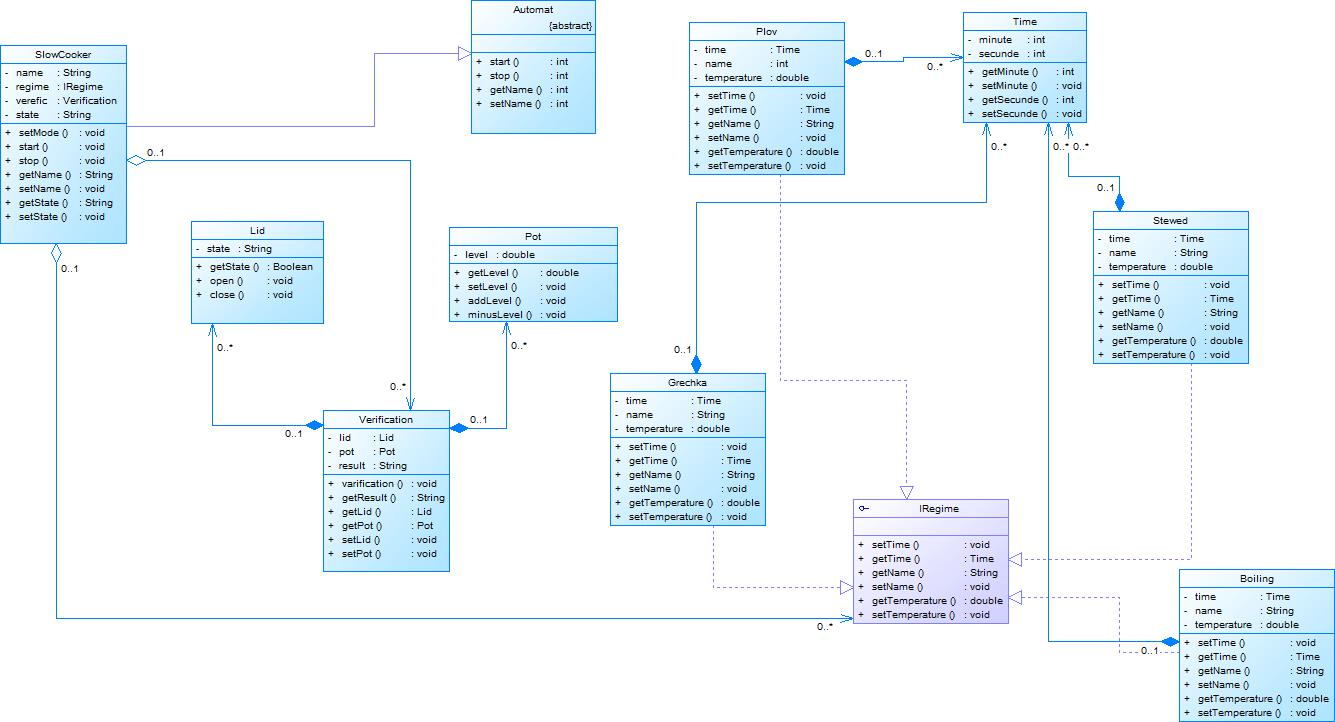 Automat
{abstract}
+ start () : int
+ stop () : int
+ getName () : int
+ setName () : int
SlowCooker
- name : String
- regime : IRegime
- verefic : Verification
- state : String
+ setMode () : void
+ start () : void
+ stop () : void
+ getName () : String
+ setName () : void
+ getState () : String
+ setState () : void
0..1
0..1
Plov
- time : Time
- name : int
- temperature : double
+ setTime () : void
+ getTime () : Time
+ getName () : String
+ setName () : void
+ getTemperature () : double
+ setTemperature () : void
0..1
0..*
Time
- minute : int
- secunde : int
+ getMinute () : int
+ setMinute () : void
+ getSecunde () : int
+ setSecunde () : void
0..*
0..* 0..*
0..1
Stewed
- time : Time
- name : String
- temperature : double
+ setTime () : void
+ getTime () : Time
+ getName () : String
+ setName () : void
+ getTemperature () : double
+ setTemperature () : void
Lid
- state : String
+ getState () : Boolean
+ open () : void
+ close () : void
0..*
Pot
- level : double
+ getLevel () : double
+ setLevel () : void
+ addLevel () : void
+ minusLevel () : void
0..*
0..*
0..1
0..1
Verification
- lid : Lid
- pot : Pot
- result : String
+ varification () : void
+ getResult () : String
+ getLid () : Lid
+ getPot () : Pot
+ setLid () : void
+ setPot () : void
0..1
Grechka
- time : Time
- name : String
- temperature : double
+ setTime () : void
+ getTime () : Time
+ getName () : String
+ setName () : void
+ getTemperature () : double
+ setTemperature () : void
IRegime
+ setTime () : void
+ getTime () : Time
+ getName () : String
+ setName () : void
+ getTemperature () : double
+ setTemperature () : void
0..*
Boiling
- time : Time
- name : String
- temperature : double
+ setTime () : void
+ getTime () : Time
+ getName () : String
+ setName () : void
+ getTemperature () : double
+ setTemperature () : void
0..1